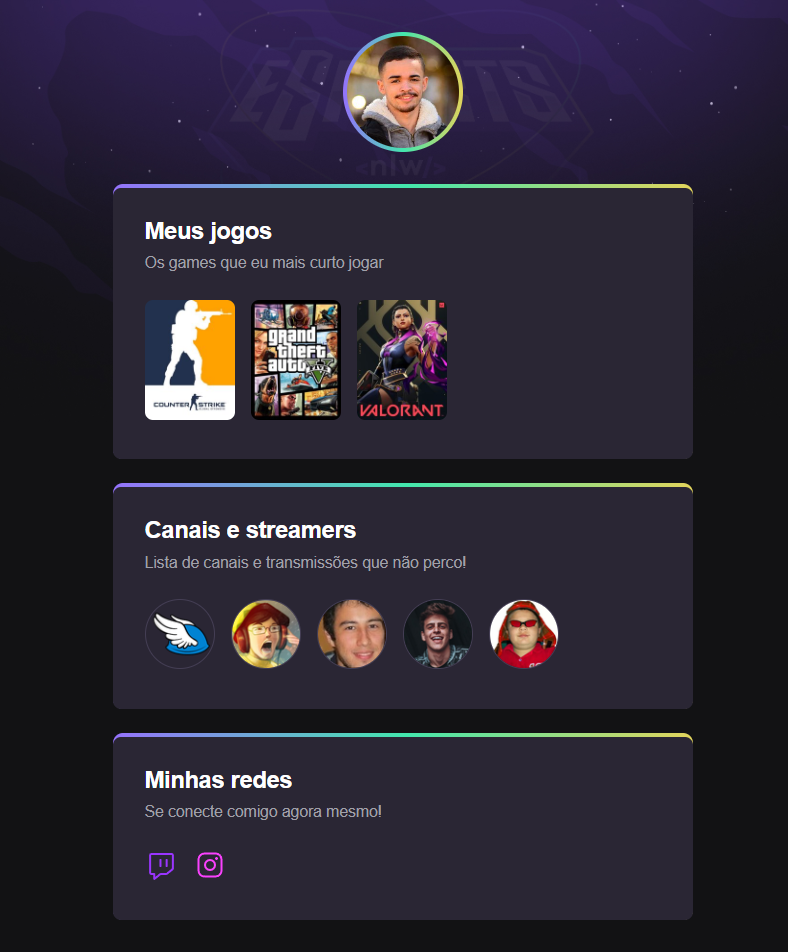 ESPORTS
<nlw/>
Meus jogos
Os games que eu mais curto jogar
COUNTER STRIKE
grand
theft
auto V
FIVE
VALORANT
Canais e streamers
Lista de canais e transmissões que não perco!
Minhas redes
Se conecte comigo agora mesmo!